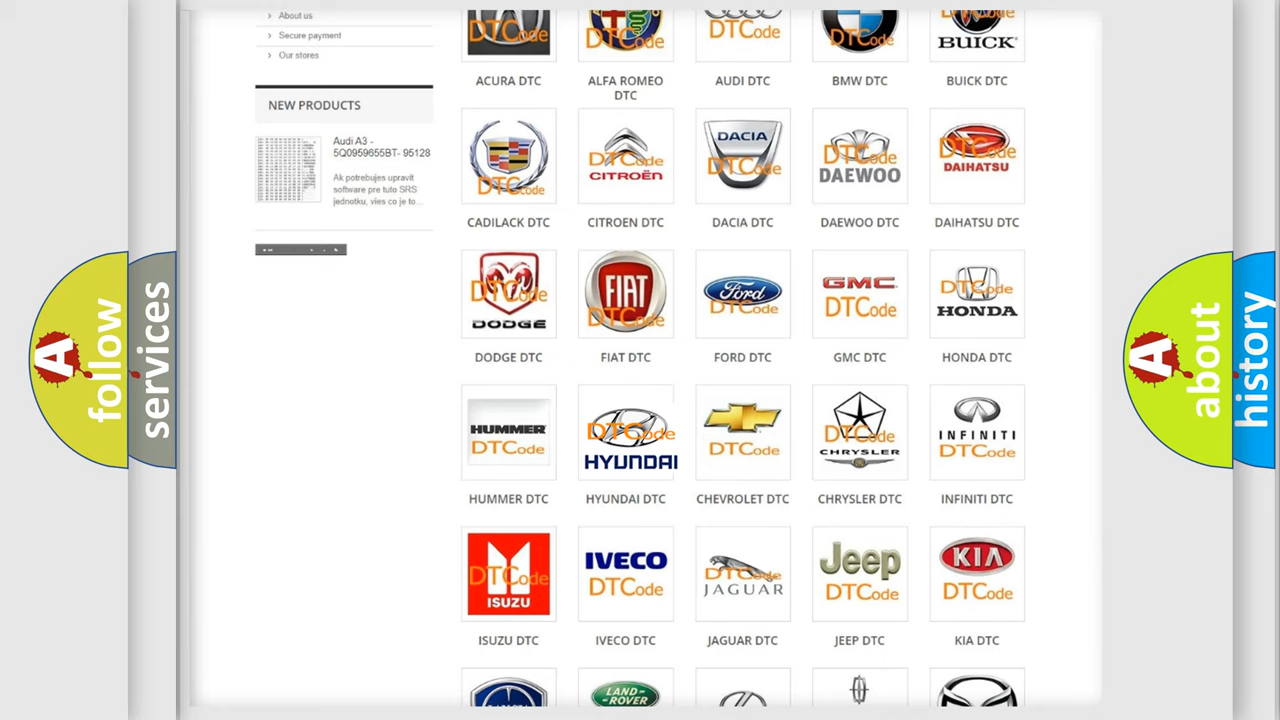 About us
Secure payment
Our stores
NEW PRODUCTS
Audi A3 -
5Q0959655BT- 95128
Ak potrebujes upravit
software pre tuto SRS
jednotku, vies co je to...
DTCode
DTCode
DTCode
DTCode
BUICK
ACURA DTC
ALFA ROMEO
DTC
AUDI DTC
BMW DTC
BUICK DTC
DTCode
DTCode
CITROËN
DACIA
DTCode
DTCode
DAEWOO
DTCode
DAIHATSU
CADILACK DTC
CITROEN DTC
DACIA DTC
DAEWOO DTC
DAIHATSU DTC
DTCode
DODGE
FIAT
DTCode
Ford
DTCode
GMC
DTCode
DTCode
HONDA
DODGE DTC
FIAT DTC
FORD DTC
GMC DTC
HONDA DTC
HUMMER
DTCode
DTCode
HYUNDAI
DTCode
DTCode
CHRYSLER
INFINITI
DTCode
HUMMER DTC
HYUNDAI DTC
CHEVROLET DTC
CHRYSLER DTC
INFINITI DTC
DTCode
ISUZU
IVECO
DTCode
DTCode
JAGUAR
Jeep
DTCode
KIA
DTCode
ISUZU DTC
IVECO DTC
JAGUAR DTC
JEEP DTC
KIA DTC
LAND-
ROVER
A
follow
services
A
about
history